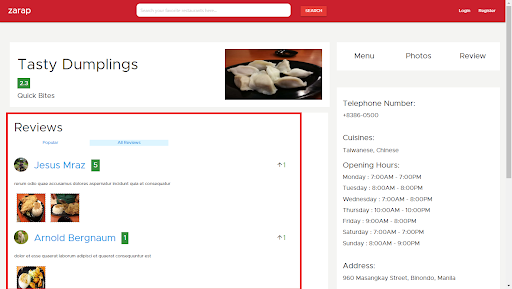 zarap
Search your favorite restaurants here...
SEARCH
Login
Register
Tasty Dumplings
2.3
Quick Bites
Menu
Photos
Review
Reviews
Popular
All Reviews
Jesus Mraz 5
1
rerum odio quae accusamus dolores aspernatur incidunt quia et consequatur
Arnold Bergnaum 1
1
dolor et esse quaerat laborum adipisci et quaerat consequuntur est
Telephone Number:
+8386-0500
Cuisines:
Taiwanese, Chinese
Opening Hours:
Monday : 7:00AM - 7:00PM
Tuesday : 8:00AM - 8:00PM
Wednesday : 7:00AM - 8:00PM
Thursday : 10:00AM - 10:00PM
Friday : 9:00AM - 8:00PM
Saturday : 7:00AM - 7:00PM
Sunday : 8:00AM - 9:00PM
Address:
960 Masangkay Street, Binondo, Manila